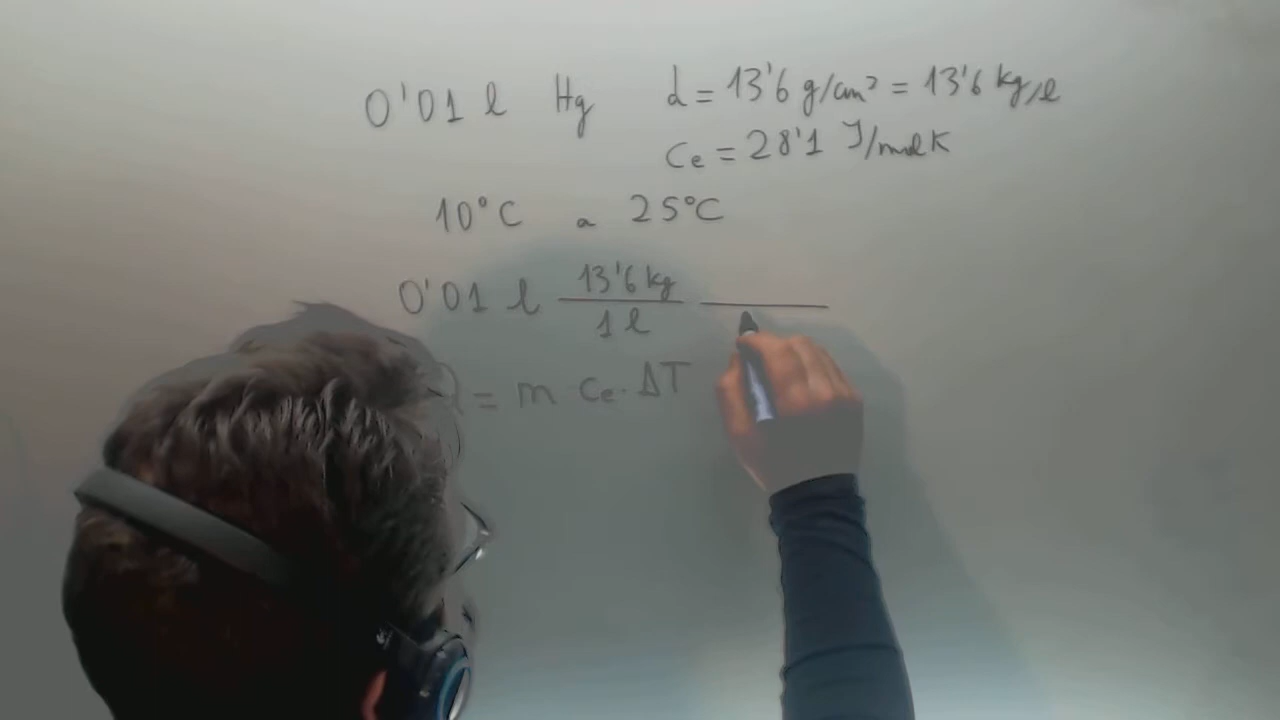 0'01 l Hg d = 13'6 g/cm³ = 13'6 kg/l
Ce = 28'1 J/mol K
10°C a 25°C
0'01 l 13'6 kg
1 l
Q = m Ce · ΔT